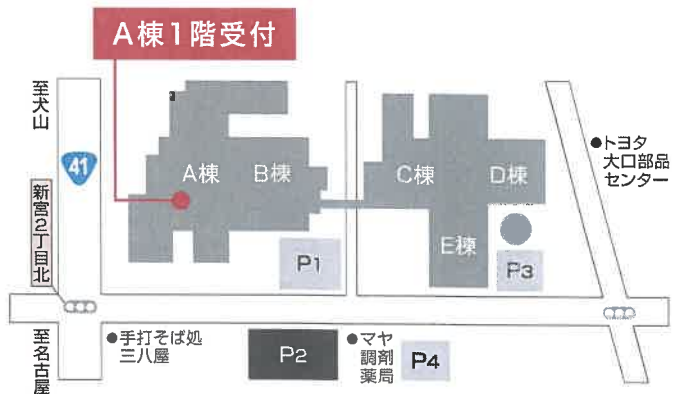 A棟1階受付
至犬山
41
新宮2丁目北
至名古屋
A棟
B棟
C棟
D棟
E棟
P1
P3
●トヨタ
大口部品
センター
●手打そば処
三八屋
P2
●マヤ
調剤
薬局
P4